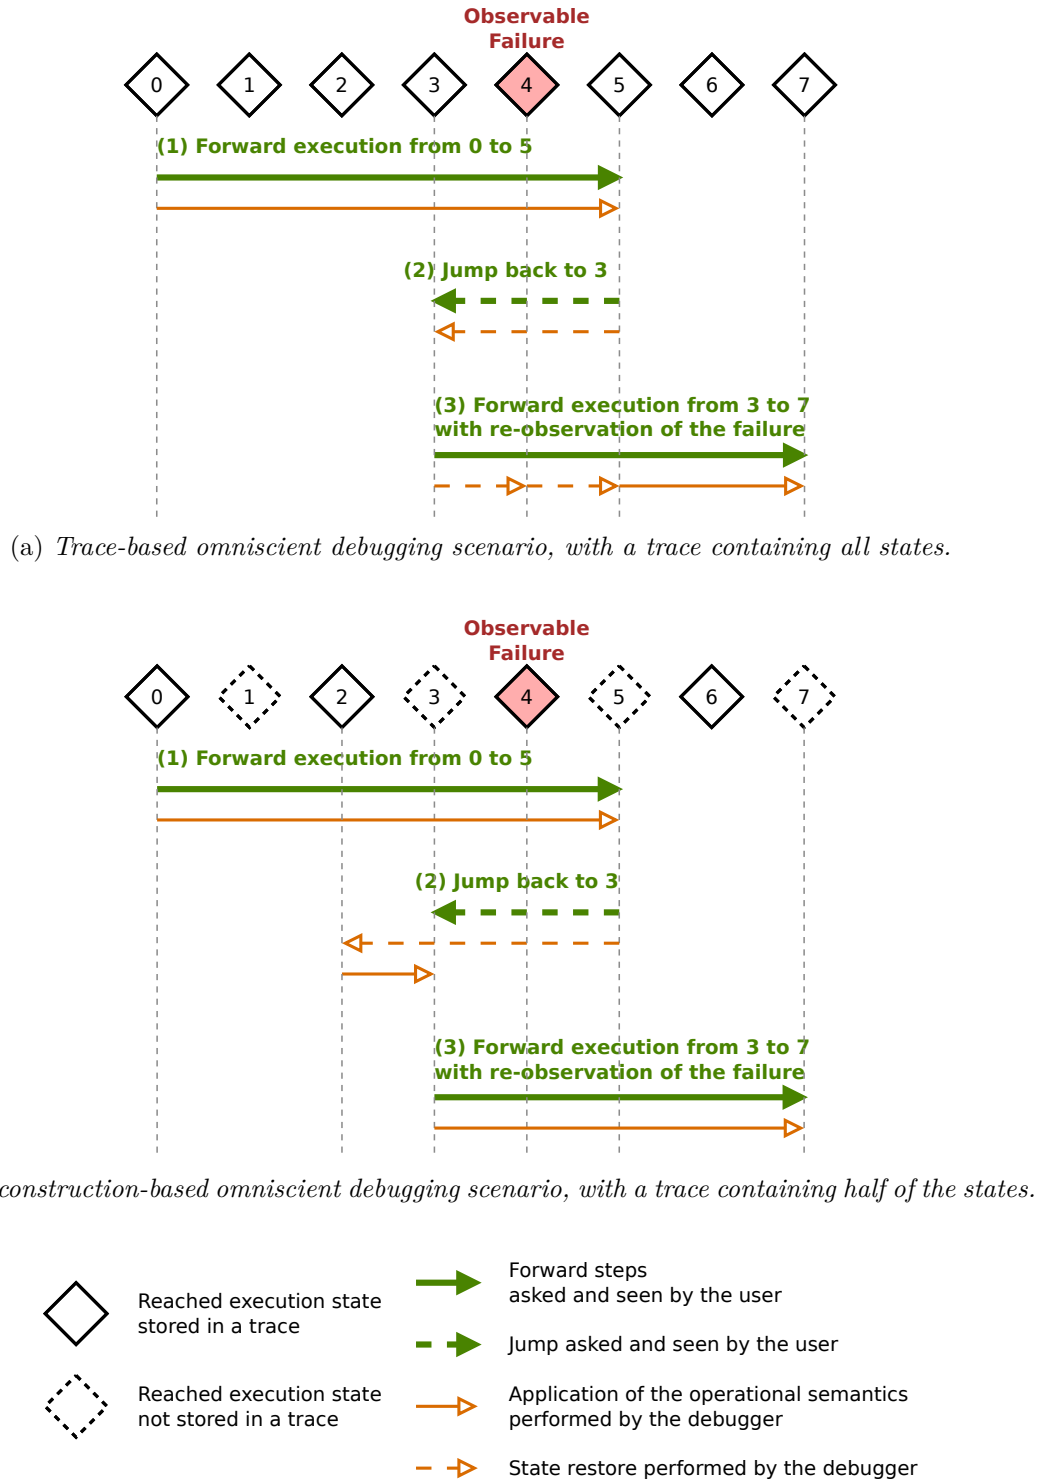 Observable
Failure
0 1 2 3 4 5 6 7
(1) Forward execution from 0 to 5
(2) Jump back to 3
(3) Forward execution from 3 to 7
with re-observation of the failure
(a) Trace-based omniscient debugging scenario, with a trace containing all states.
Observable
Failure
0 1 2 3 4 5 6 7
(1) Forward execution from 0 to 5
(2) Jump back to 3
(3) Forward execution from 3 to 7
with re-observation of the failure
construction-based omniscient debugging scenario, with a trace containing half of the states.
Reached execution state
stored in a trace
Reached execution state
not stored in a trace
Forward steps
asked and seen by the user
Jump asked and seen by the user
Application of the operational semantics
performed by the debugger
State restore performed by the debugger